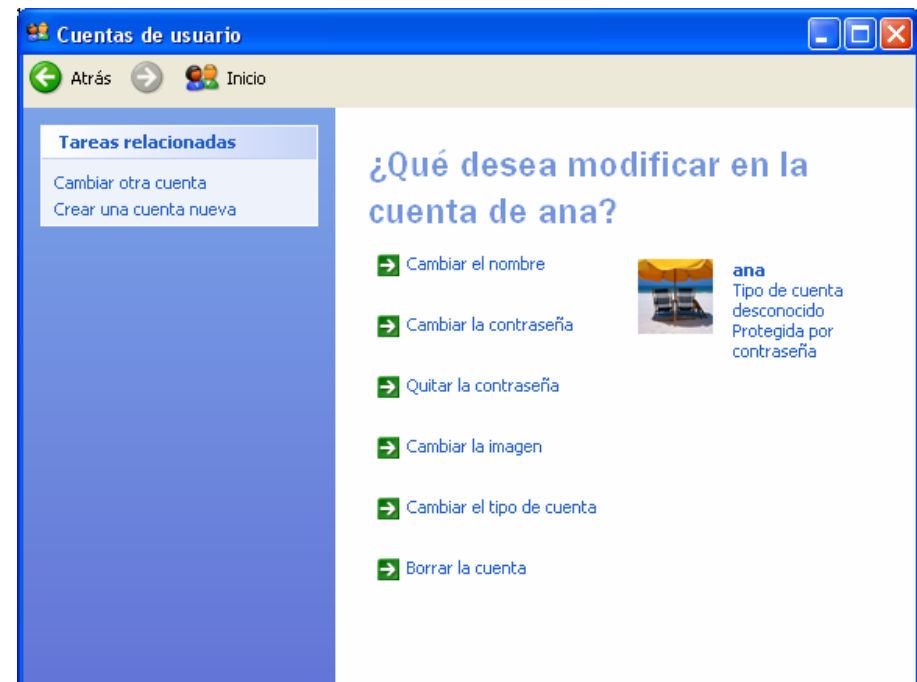 Cuentas de usuario
Atrás
Inicio
Tareas relacionadas
Cambiar otra cuenta
Crear una cuenta nueva
¿Qué desea modificar en la
cuenta de ana?
Cambiar el nombre
Cambiar la contraseña
Quitar la contraseña
Cambiar la imagen
Cambiar el tipo de cuenta
Borrar la cuenta
ana
Tipo de cuenta
desconocido
Protegida por
contraseña